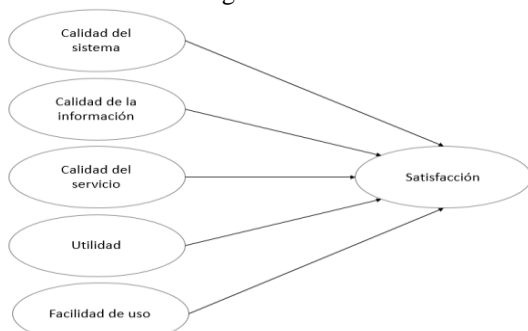 Calidad del
sistema
Calidad de la
información
Calidad del
servicio
Satisfacción
Utilidad
Facilidad de uso